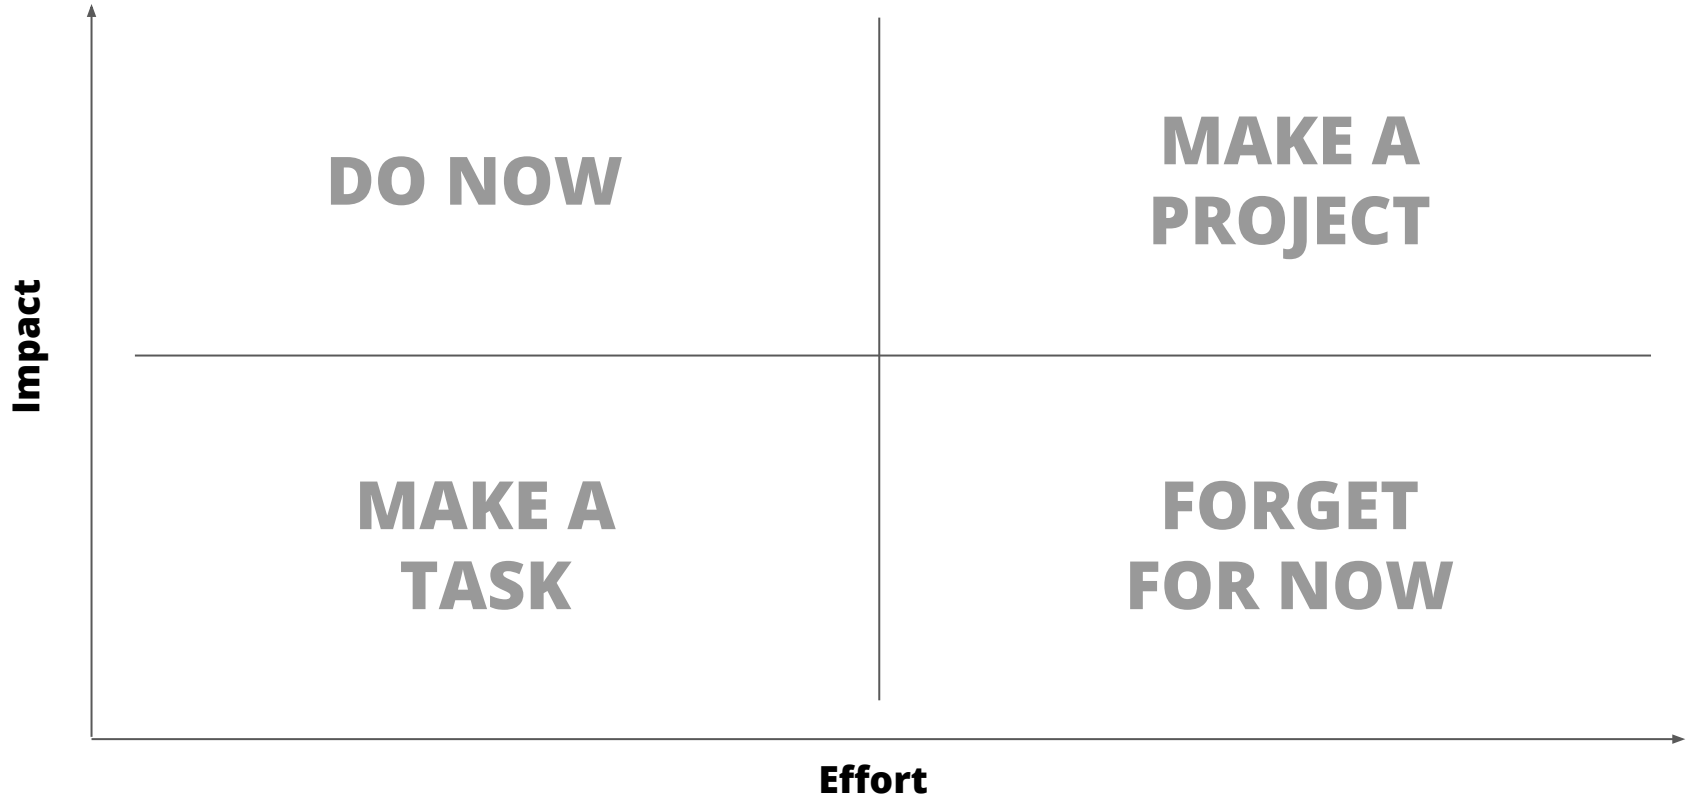 DO NOW
MAKE A
PROJECT
Impact
MAKE A
TASK
FORGET
FOR NOW
Effort